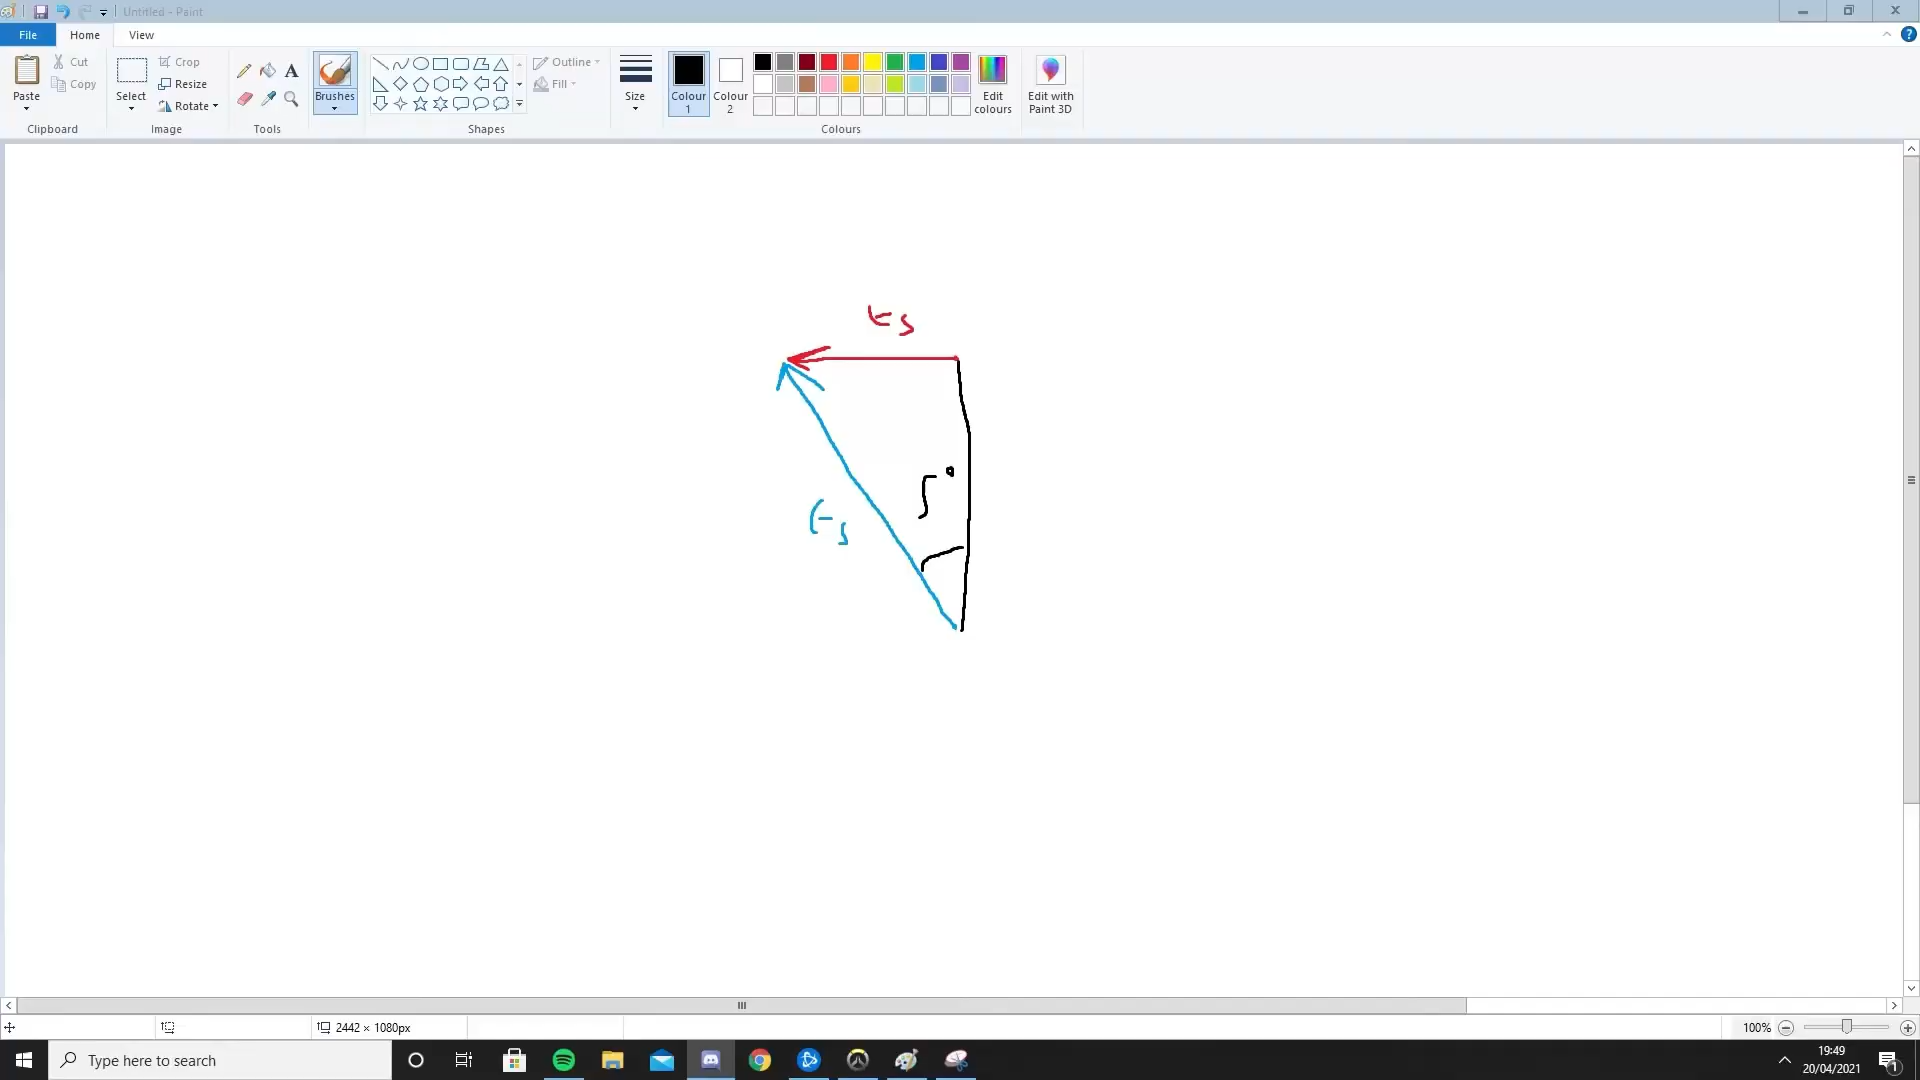 Untitled - Paint
File Home View
Cut
Copy
Paste
Clipboard
Crop
Resize
Rotate
Select
Image
Tools
Brushes
Shapes
Outline
Fill
Size
Colour 1
Colour 2
Edit colours
Colours
Edit with Paint 3D
5°
2442 × 1080px
100%
Type here to search
19:49
20/04/2021
1